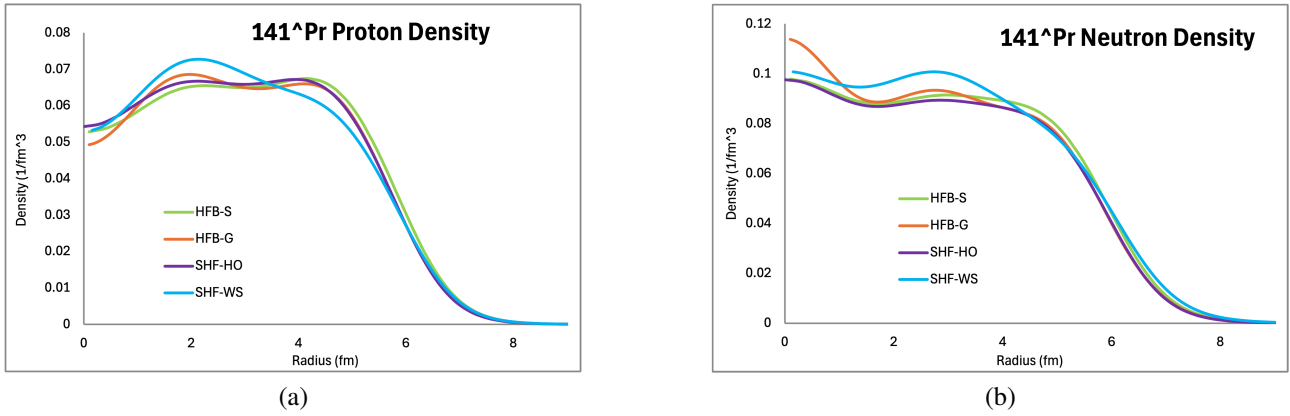 141^Pr Proton Density
0.08
0.07
0.06
0.05
0.04
0.03
0.02
0.01
0
Density (1/fm^3)
HFB-S
HFB-G
SHF-HO
SHF-WS
0 2 4 6 8
Radius (fm)
(a)
141^Pr Neutron Density
0.12
0.1
0.08
0.06
0.04
0.02
0
Density (1/fm^3)
HFB-S
HFB-G
SHF-HO
SHF-WS
0 2 4 6 8
Radius (fm)
(b)